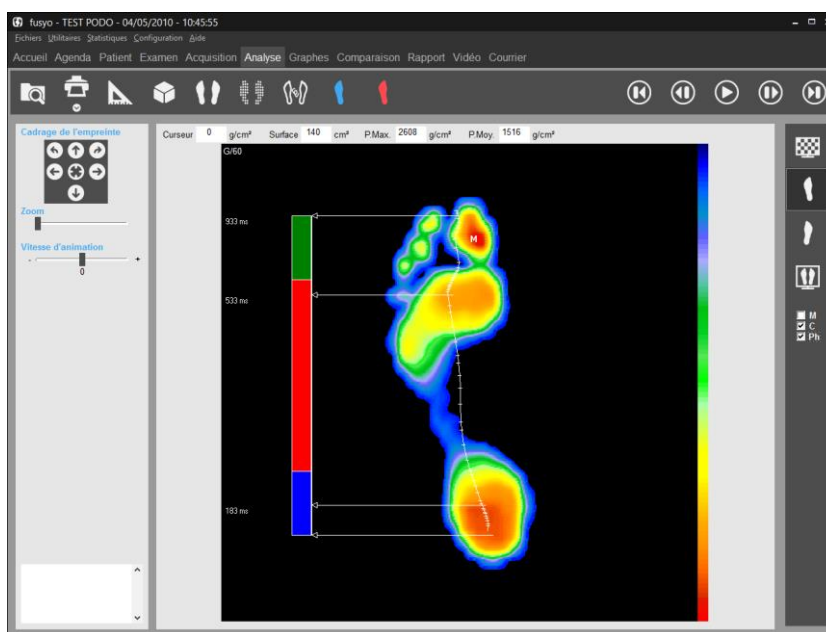 fusyo - TEST PODO - 04/05/2010 - 10:45:55
Fichiers Utilitaires Statistiques Configuration Aide
Accueil Agenda Patient Examen Acquisition Analyse Graphes Comparaison Rapport Vidéo Courrier
Cadrage de l'empreinte
Zoom
Vitesse d'animation
- +
0
Curseur 0 g/cm² Surface 140 cm² P.Max. 2608 g/cm² P.Moy. 1516 g/cm²
G/60
933 ms
M
533 ms
183 ms
M
C
Ph